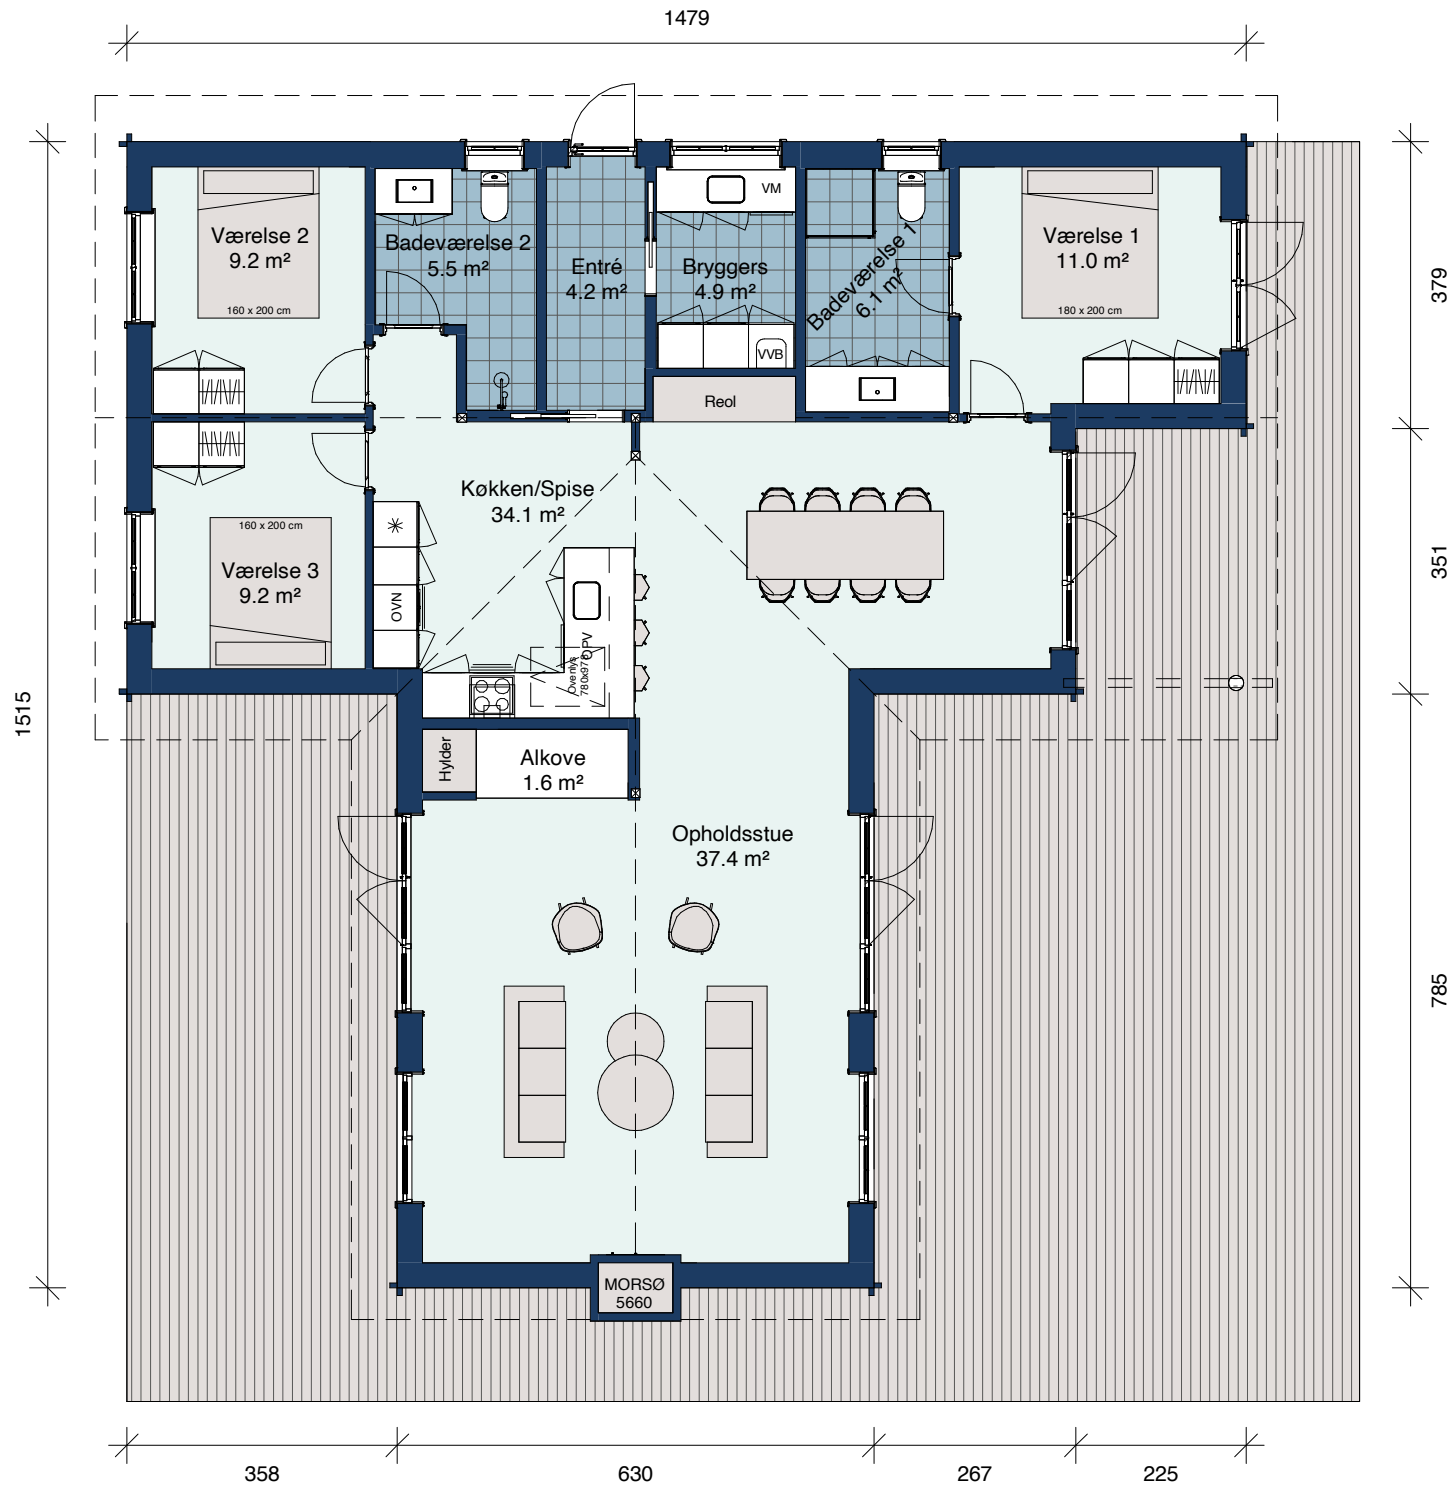 1479
Værelse 2
9.2 m²
160 x 200 cm
Badeværelse 2
5.5 m²
Entré
4.2 m²
VM
Bryggers
4.9 m²
VVB
Badeværelse 1
6.1 m²
Værelse 1
11.0 m²
180 x 200 cm
379
Reol
Køkken/Spise
34.1 m²
160 x 200 cm
Værelse 3
9.2 m²
OVN
OPV
Ovenlys
780x978
351
1515
Hylder
Alkove
1.6 m²
Opholdsstue
37.4 m²
785
MORSØ
5660
358
630
267
225